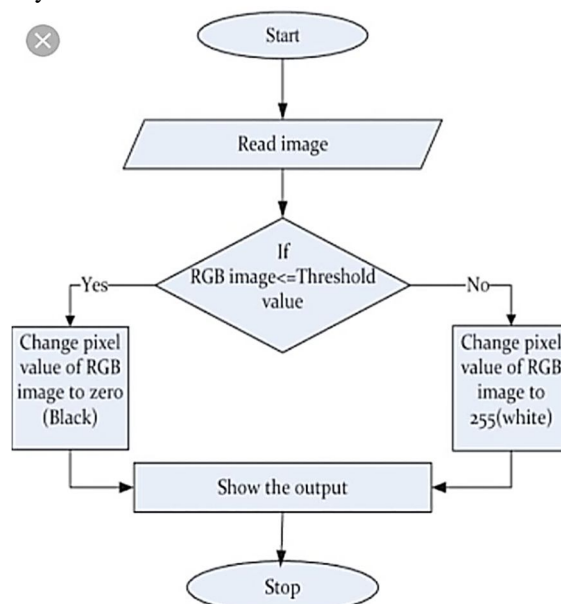 Start
Read image
If
RGB image<=Threshold
value
Yes
No
Change pixel
value of RGB
image to zero
(Black)
Change pixel
value of RGB
image to
255(white)
Show the output
Stop